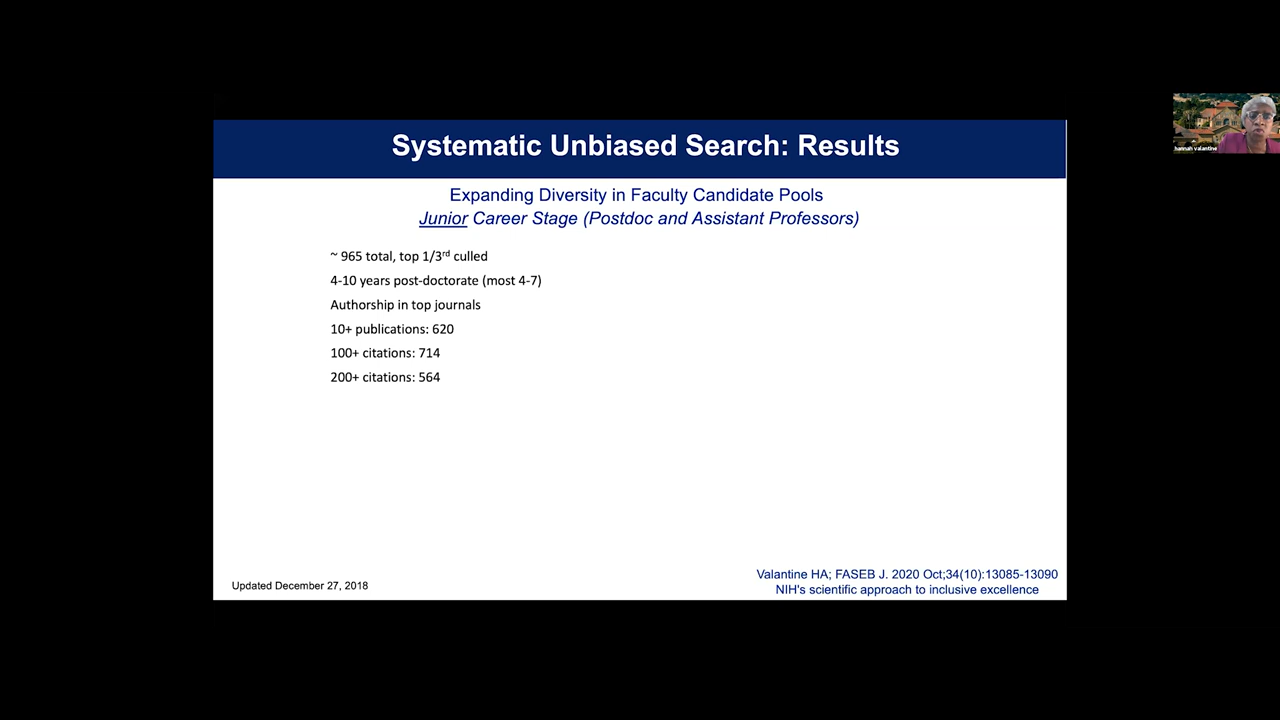 Systematic Unbiased Search: Results
Expanding Diversity in Faculty Candidate Pools
Junior Career Stage (Postdoc and Assistant Professors)
~ 965 total, top 1/3rd culled
4-10 years post-doctorate (most 4-7)
Authorship in top journals
10+ publications: 620
100+ citations: 714
200+ citations: 564
Updated December 27, 2018
Valantine HA; FASEB J. 2020 Oct;34(10):13085-13090
NIH's scientific approach to inclusive excellence
hannah valantine